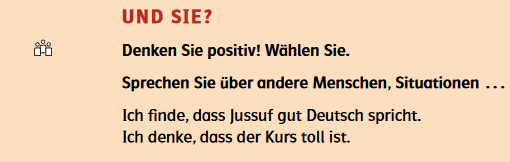 UND SIE?
Denken Sie positiv! Wählen Sie.
Sprechen Sie über andere Menschen, Situationen ...
Ich finde, dass Jussuf gut Deutsch spricht.
Ich denke, dass der Kurs toll ist.